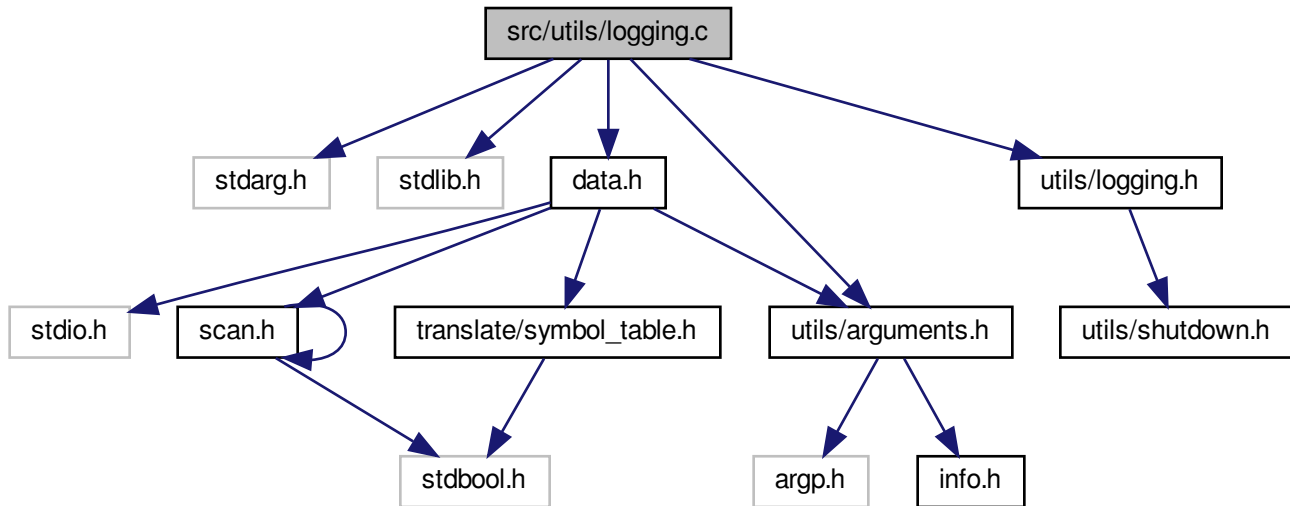 src/utils/logging.c
stdarg.h
stdlib.h
data.h
utils/logging.h
stdio.h
scan.h
translate/symbol_table.h
utils/arguments.h
utils/shutdown.h
stdbool.h
argp.h
info.h